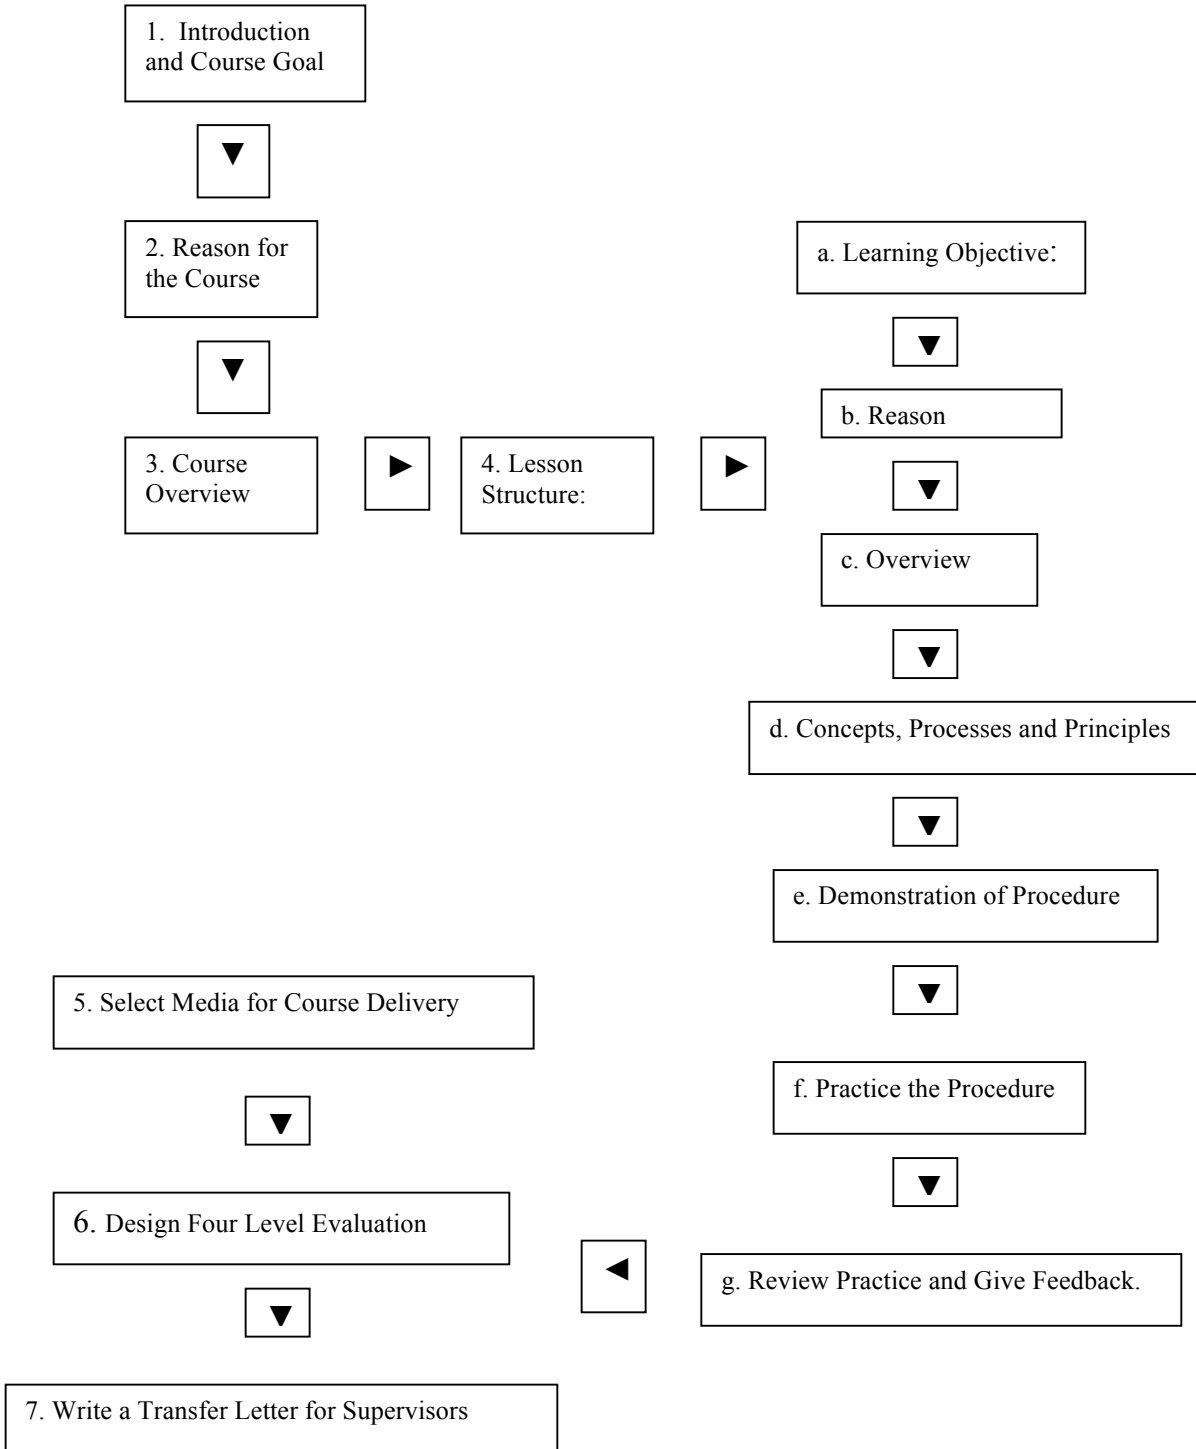 1. Introduction
and Course Goal
2. Reason for
the Course
3. Course
Overview
4. Lesson
Structure:
a. Learning Objective:
b. Reason
c. Overview
d. Concepts, Processes and Principles
e. Demonstration of Procedure
f. Practice the Procedure
g. Review Practice and Give Feedback.
5. Select Media for Course Delivery
6. Design Four Level Evaluation
7. Write a Transfer Letter for Supervisors